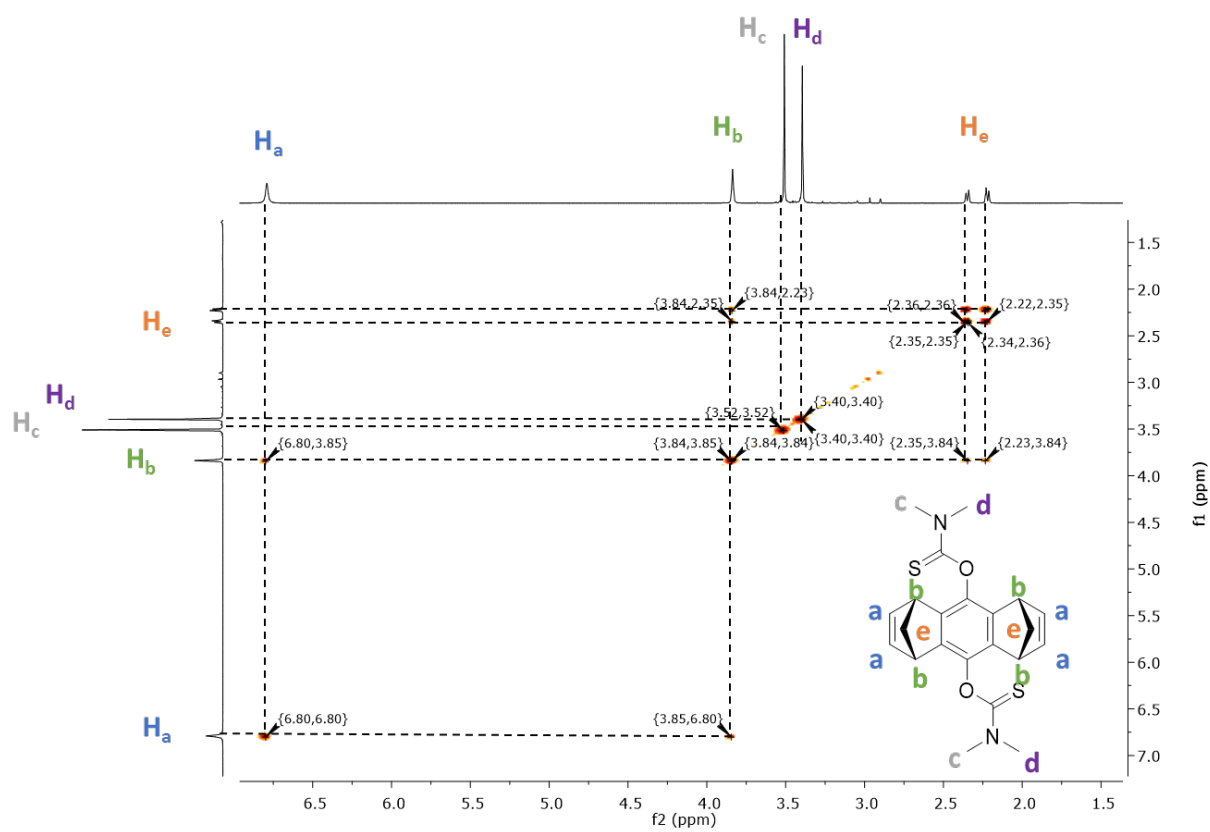 Hc
Hd
Ha
Hb
He
1.5
2.0
2.5
3.0
3.5
4.0
4.5
5.0
5.5
6.0
6.5
7.0
f1 (ppm)
He
Hd
Hc
Hb
Ha
{3.84,2.35}
{3.84,2.23}
{2.36,2.36}
{2.22,2.35}
{2.35,2.35}
{2.34,2.36}
{3.52,3.52}
{3.40,3.40}
{3.40,3.40}
{6.80,3.85}
{3.84,3.85}
{3.84,3.84}
{2.35,3.84}
{2.23,3.84}
{6.80,6.80}
{3.85,6.80}
c
N
d
S
O
b
b
a
e
e
a
a
a
b
b
O
S
N
c
d
6.5
6.0
5.5
5.0
4.5
4.0
3.5
3.0
2.5
2.0
1.5
f2 (ppm)